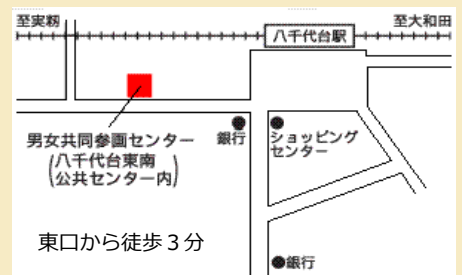 至実籾
至大和田
八千代台駅
男女共同参画センター
(八千代台東南
公共センター内)
銀行
ショッピング
センター
東口から徒歩３分
銀行